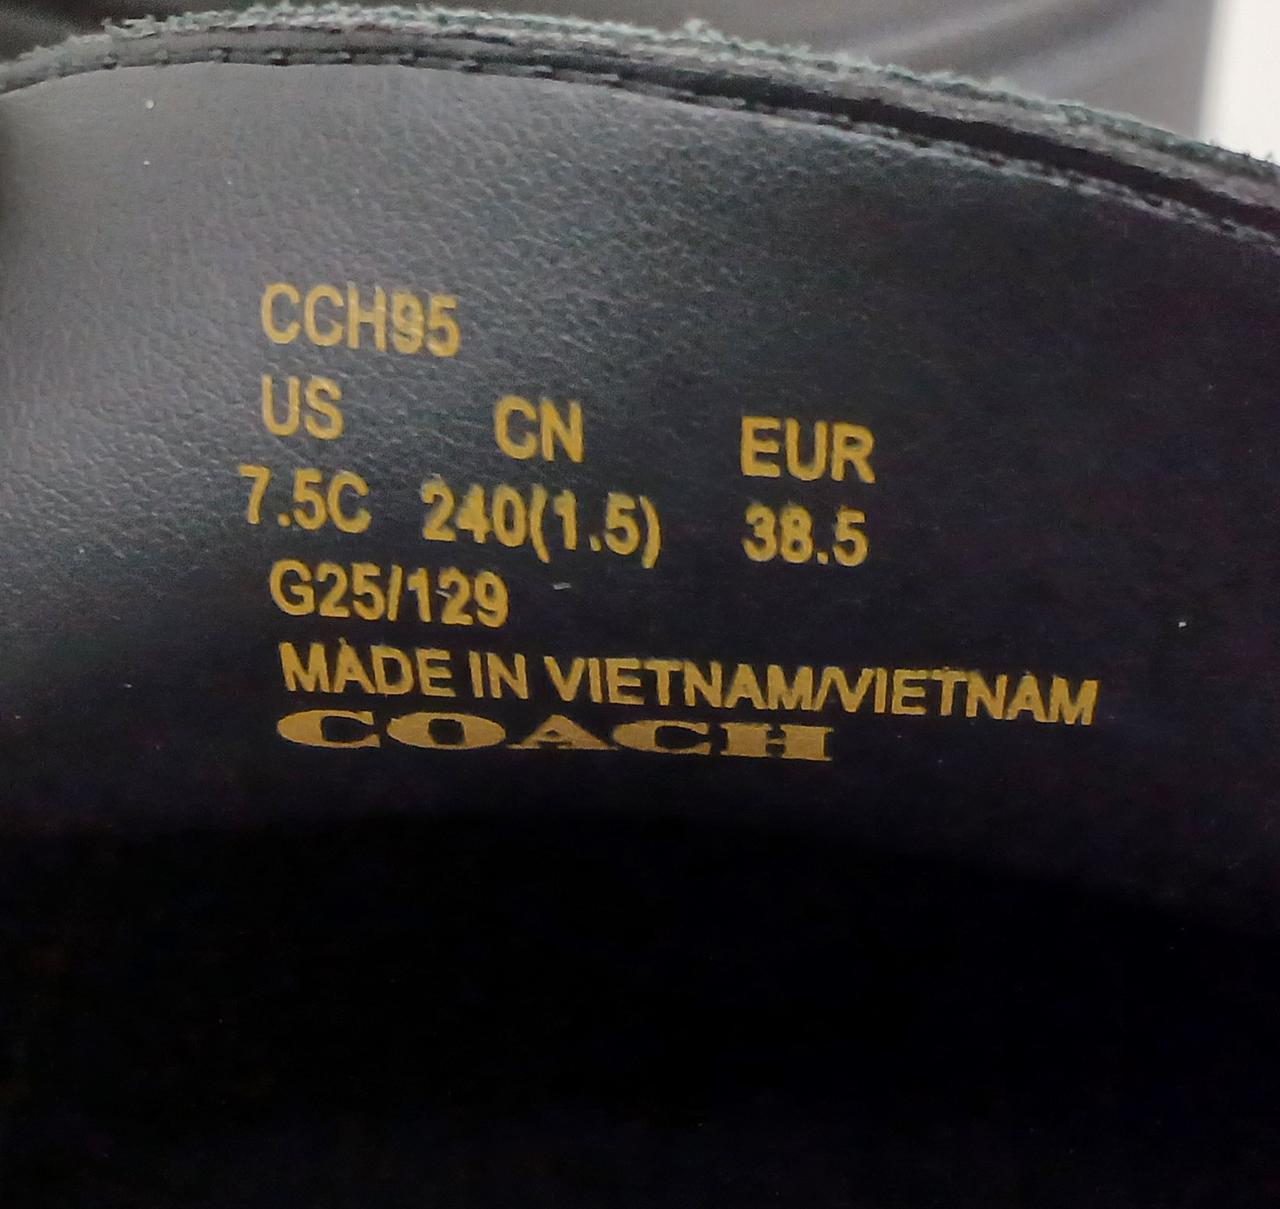 CCH95
US CN EUR
7.5C 240(1.5) 38.5
G25/129
MADE IN VIETNAM/VIETNAM
COACH